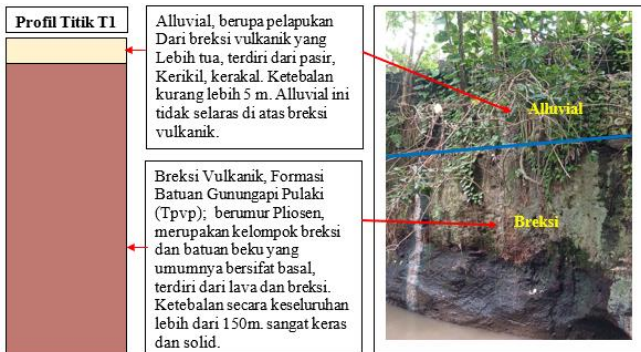 Profil Titik T1
Alluvial, berupa pelapukan
Dari breksi vulkanik yang
Lebih tua, terdiri dari pasir,
Kerikil, kerakal. Ketebalan
kurang lebih 5 m. Alluvial ini
tidak selaras di atas breksi
vulkanik.
Breksi Vulkanik, Formasi
Batuan Gunungapi Pulaki
(Tpvp); berumur Pliosen,
merupakan kelompok breksi
dan batuan beku yang
umumnya bersifat basal,
terdiri dari lava dan breksi.
Ketebalan secara keseluruhan
lebih dari 150m. sangat keras
dan solid.
Alluvial
Breksi